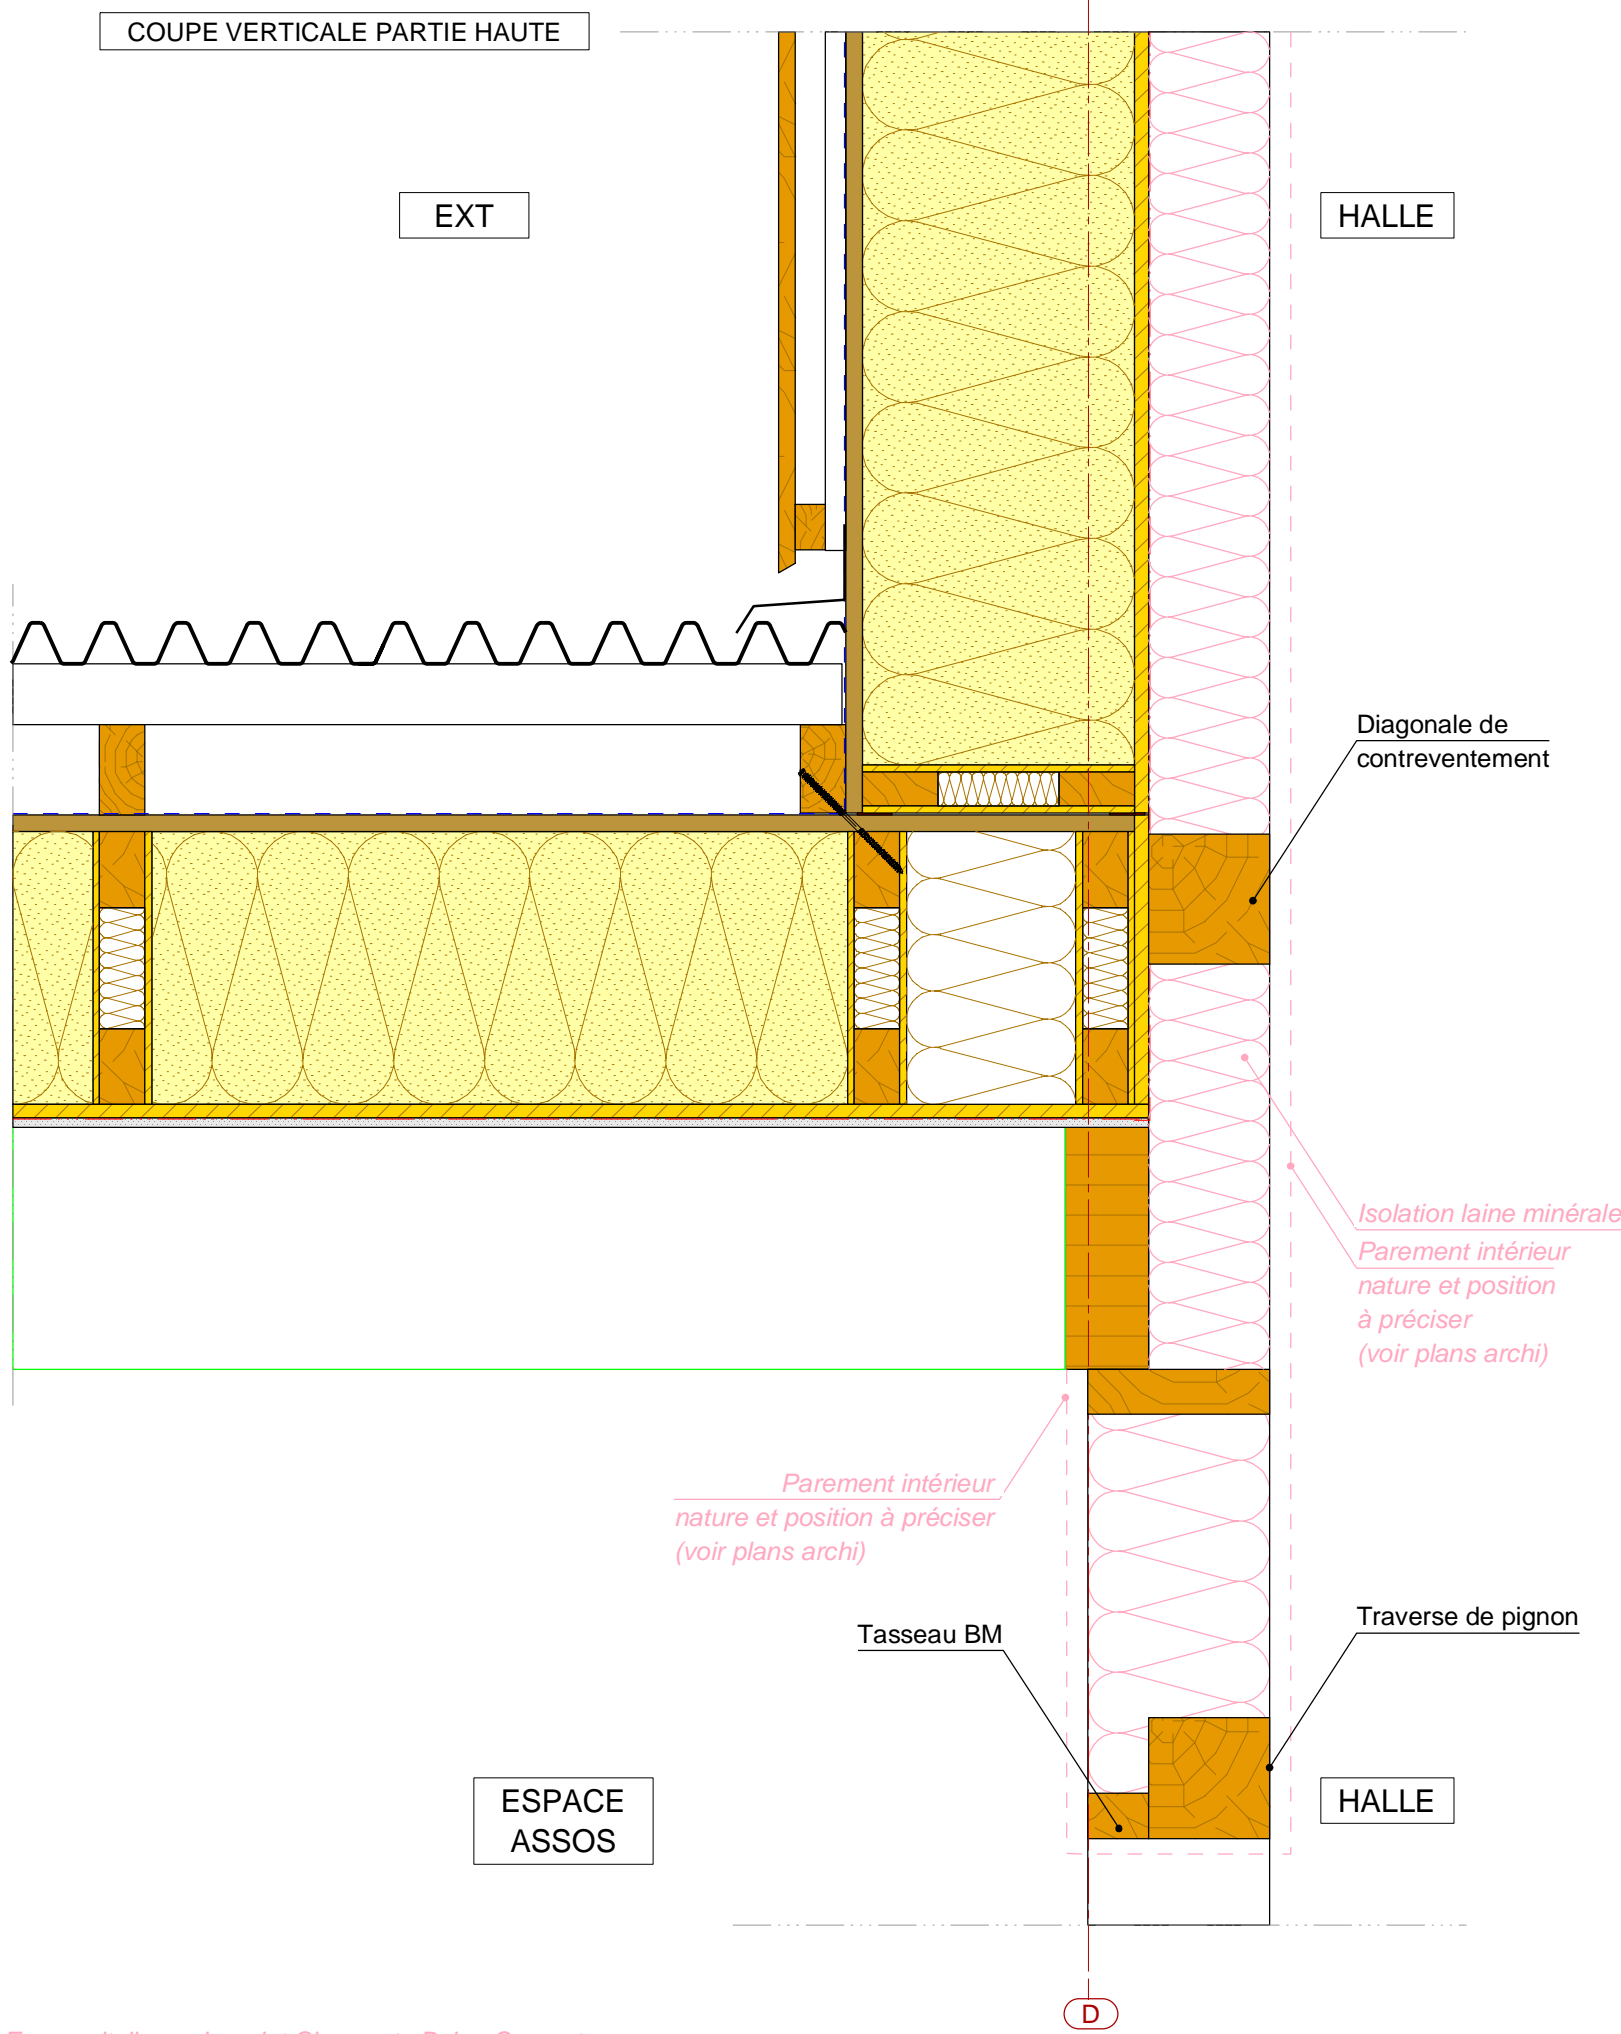 COUPE VERTICALE PARTIE HAUTE
EXT
HALLE
Diagonale de
contreventement
Isolation laine minérale
Parement intérieur
nature et position
à préciser
(voir plans archi)
Parement intérieur
nature et position à préciser
(voir plans archi)
Tasseau BM
Traverse de pignon
ESPACE
ASSOS
HALLE
D